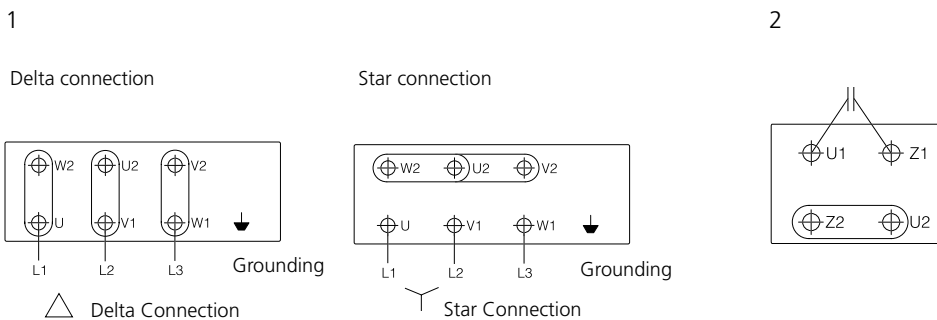 1
2
Delta connection
Star connection
W2 U2 V2
U V1 W1
L1 L2 L3 Grounding
Delta Connection
W2 U2 V2
U V1 W1
L1 L2 L3 Grounding
Star Connection
U1 Z1
Z2 U2